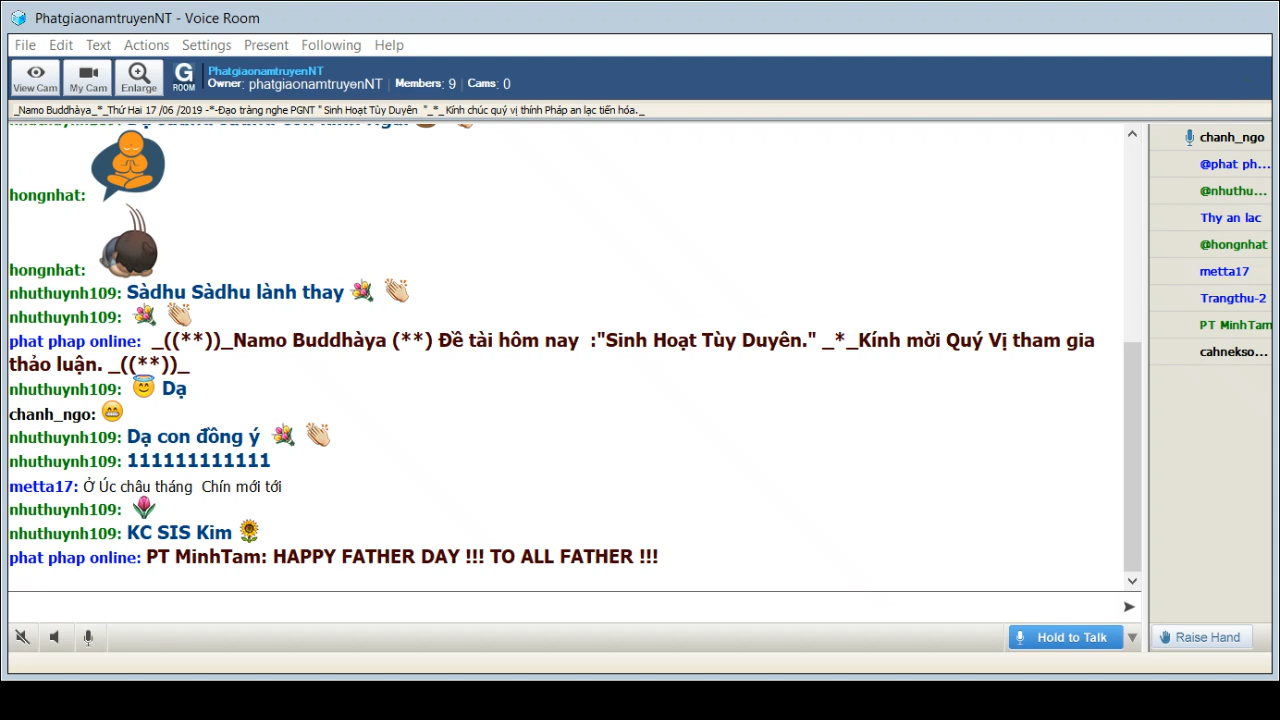 PhatgiaonamtruyenNT - Voice Room
File Edit Text Actions Settings Present Following Help
View Cam My Cam Enlarge G ROOM PhatgiaonamtruyenNT
Owner: phatgiaonamtruyenNT | Members: 9 | Cams: 0
_Namo Buddhàya_*_Thứ Hai 17 /06 /2019 -*-Đạo tràng nghe PGNT " Sinh Hoạt Tùy Duyên "_*_ Kính chúc quý vị thính Pháp an lạc tiến hóa._
hongnhat:
hongnhat:
nhuthuynh109: Sàdhu Sàdhu lành thay
nhuthuynh109:
phat phap online: _((**))_Namo Buddhàya (**) Đề tài hôm nay :"Sinh Hoạt Tùy Duyên." _*_Kính mời Quý Vị tham gia
thảo luận. _((**))_
nhuthuynh109: Dạ
chanh_ngo:
nhuthuynh109: Dạ con đồng ý
nhuthuynh109: 111111111111
metta17: Ở Úc châu tháng Chín mới tới
nhuthuynh109:
nhuthuynh109: KC SIS Kim
phat phap online: PT MinhTam: HAPPY FATHER DAY !!! TO ALL FATHER !!!
chanh_ngo
@phat ph...
@nhuthu...
Thy an lac
@hongnhat
metta17
Trangthu-2
PT MinhTam
cahnekso...
Hold to Talk
Raise Hand